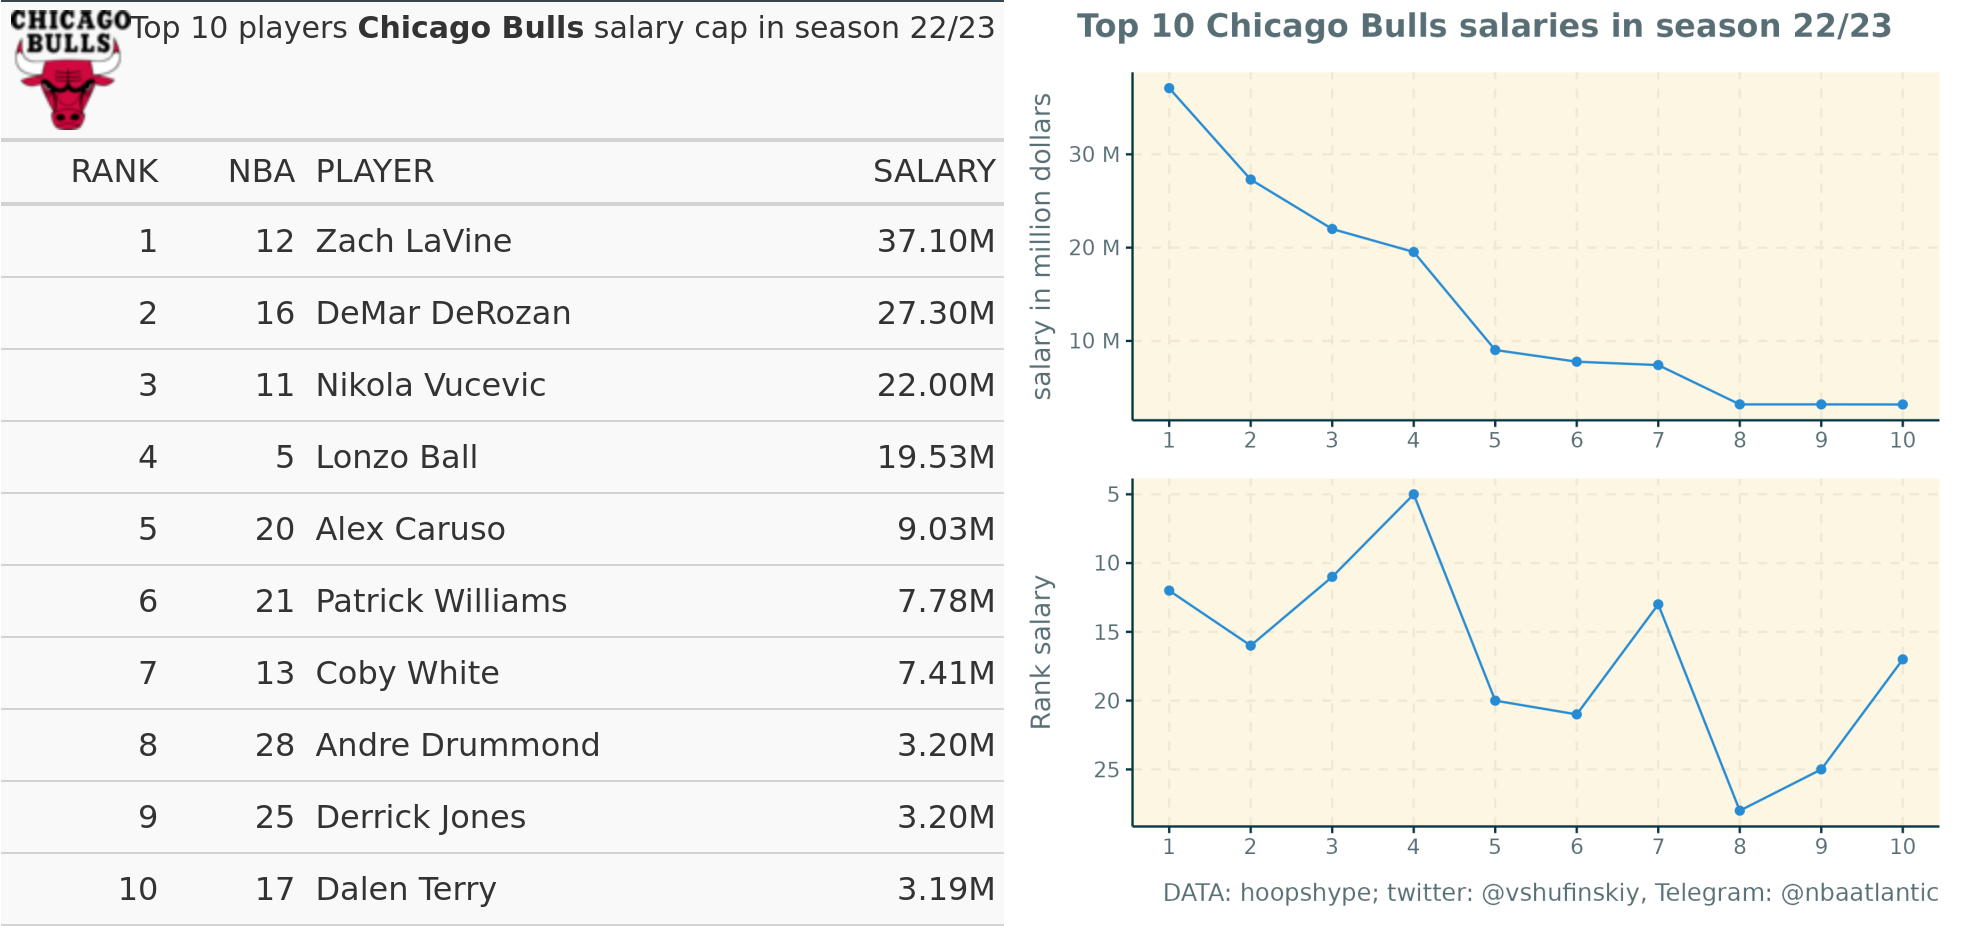 CHICAGO
BULLS
Top 10 players Chicago Bulls salary cap in season 22/23
RANK NBA PLAYER SALARY
1 12 Zach LaVine 37.10M
2 16 DeMar DeRozan 27.30M
3 11 Nikola Vucevic 22.00M
4 5 Lonzo Ball 19.53M
5 20 Alex Caruso 9.03M
6 21 Patrick Williams 7.78M
7 13 Coby White 7.41M
8 28 Andre Drummond 3.20M
9 25 Derrick Jones 3.20M
10 17 Dalen Terry 3.19M
Top 10 Chicago Bulls salaries in season 22/23
salary in million dollars
30 M
20 M
10 M
1 2 3 4 5 6 7 8 9 10
Rank salary
5
10
15
20
25
1 2 3 4 5 6 7 8 9 10
DATA: hoopshype; twitter: @vshufinskiy, Telegram: @nbaatlantic